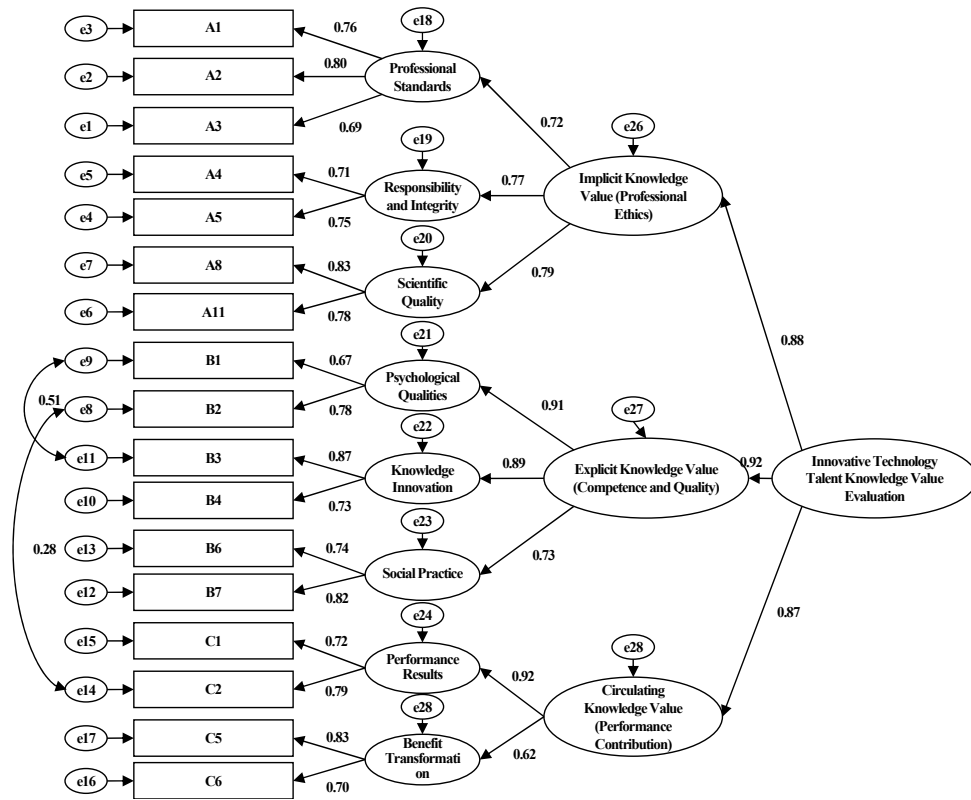 e18
e3
A1
0.76
e2
A2
0.80
Professional
Standards
e1
A3
0.69
0.72
e19
e26
e5
A4
0.71
Responsibility
and Integrity
0.77
Implicit Knowledge
Value (Professional
Ethics)
e4
A5
0.75
e20
e7
A8
0.83
Scientific
Quality
0.79
e6
A11
0.78
e21
e9
B1
0.67
Psychological
Qualities
0.88
0.51
e8
B2
0.78
0.91
e27
e22
e11
B3
0.87
Knowledge
Innovation
0.89
Explicit Knowledge Value
(Competence and Quality)
0.92
Innovative Technology
Talent Knowledge Value
Evaluation
e10
B4
0.73
e23
0.28
e13
B6
0.74
Social Practice
0.73
e12
B7
0.82
0.87
e24
e15
C1
0.72
Performance
Results
e28
e14
C2
0.79
0.92
Circulating
Knowledge Value
(Performance
Contribution)
e28
e17
C5
0.83
Benefit
Transformati
on
0.62
e16
C6
0.70